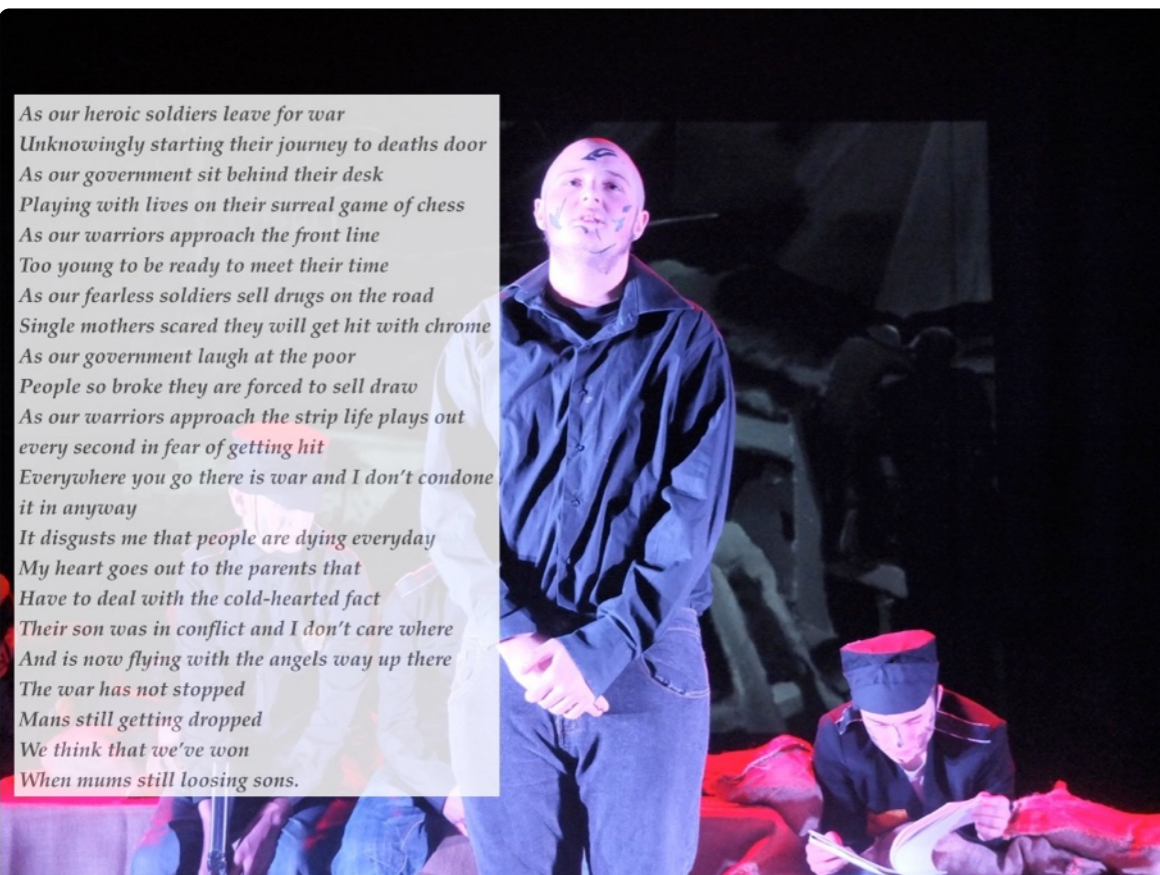 As our heroic soldiers leave for war
Unknowingly starting their journey to deaths door
As our government sit behind their desk
Playing with lives on their surreal game of chess
As our warriors approach the front line
Too young to be ready to meet their time
As our fearless soldiers sell drugs on the road
Single mothers scared they will get hit with chrome
As our government laugh at the poor
People so broke they are forced to sell draw
As our warriors approach the strip life plays out
every second in fear of getting hit
Everywhere you go there is war and I don’t condone
it in anyway
It disgusts me that people are dying everyday
My heart goes out to the parents that
Have to deal with the cold-hearted fact
Their son was in conflict and I don’t care where
And is now flying with the angels way up there
The war has not stopped
Mans still getting dropped
We think that we’ve won
When mums still loosing sons.